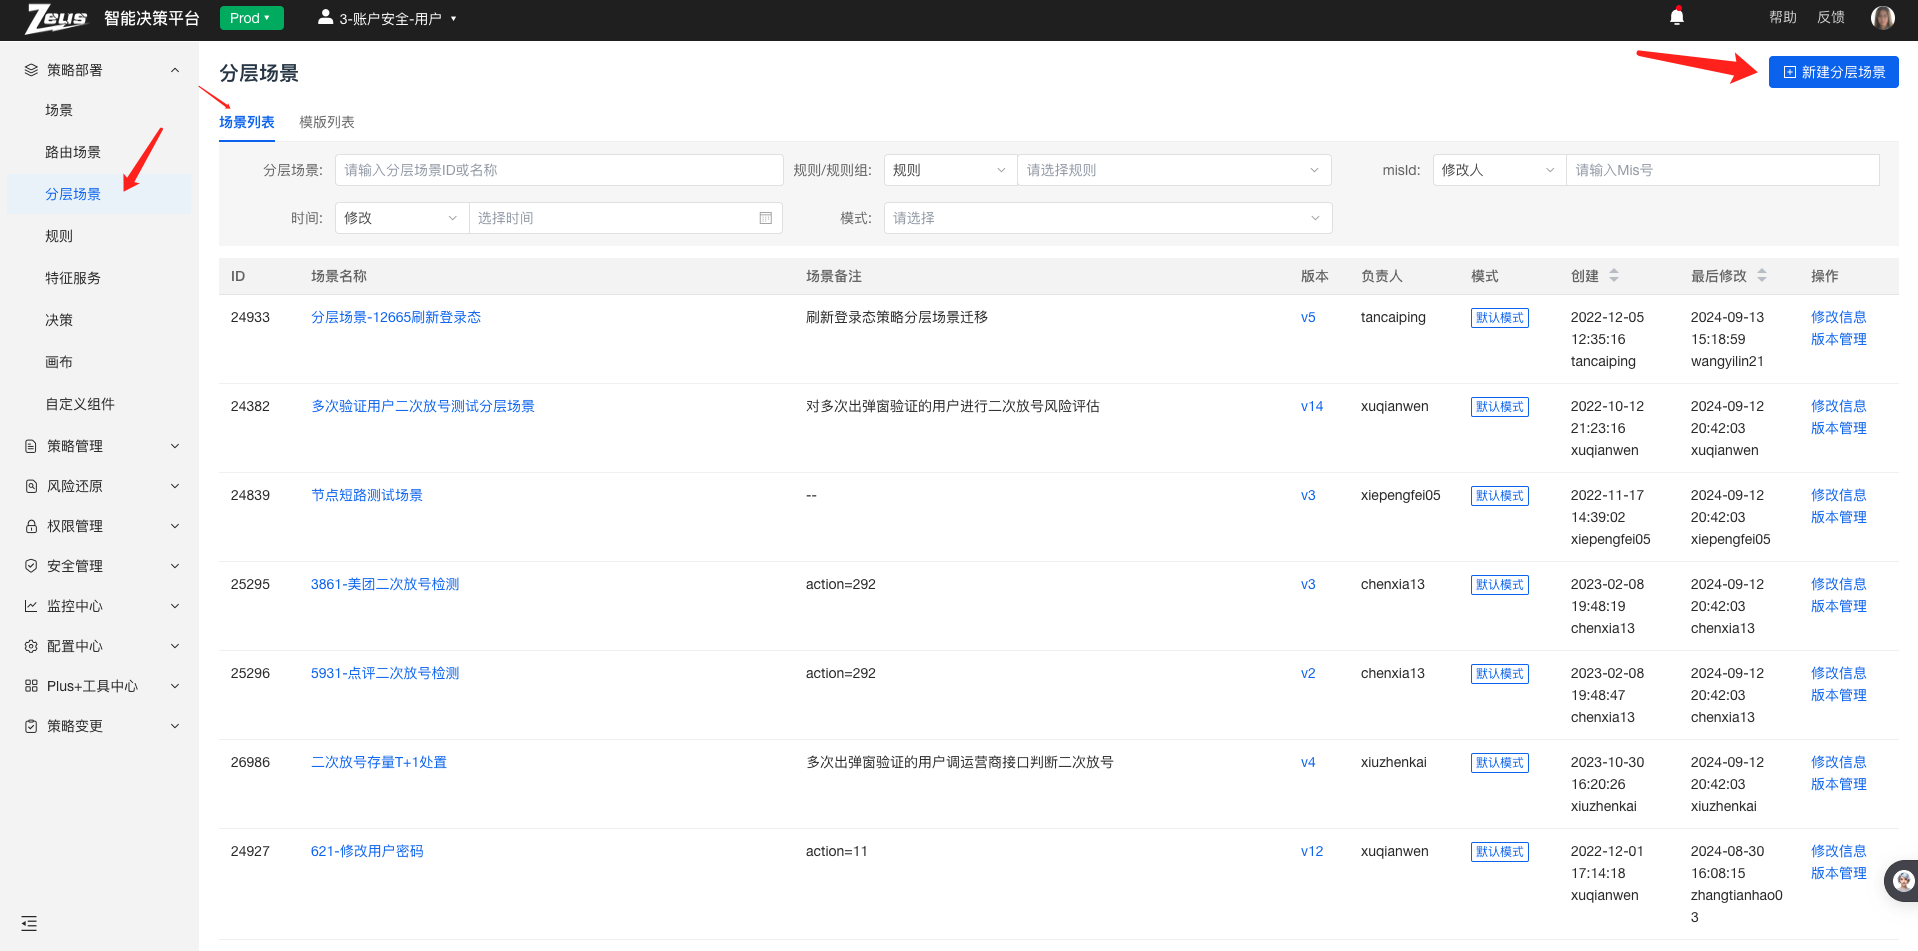 Zeus 智能决策平台 Prod 3-账户安全-用户 帮助 反馈
策略部署
场景
路由场景
分层场景
规则
特征服务
决策
画布
自定义组件
策略管理
风险还原
权限管理
安全管理
监控中心
配置中心
Plus+工具中心
策略变更
分层场景
新建分层场景
场景列表 模版列表
分层场景: 请输入分层场景ID或名称 规则/规则组: 规则 请选择规则 misId: 修改人 请输入Mis号
时间: 修改 选择时间 模式: 请选择
ID 场景名称 场景备注 版本 负责人 模式 创建 最后修改 操作
24933 分层场景-12665刷新登录态 刷新登录态策略分层场景迁移 v5 tancaiping 默认模式 2022-12-05 2024-09-13 修改信息
12:35:16 15:18:59 版本管理
tancaiping wangyilin21
24382 多次验证用户二次放号测试分层场景 对多次出弹窗验证的用户进行二次放号风险评估 v14 xuqianwen 默认模式 2022-10-12 2024-09-12 修改信息
21:23:16 20:42:03 版本管理
xuqianwen xuqianwen
24839 节点短路测试场景 -- v3 xiepengfei05 默认模式 2022-11-17 2024-09-12 修改信息
14:39:02 20:42:03 版本管理
xiepengfei05 xiepengfei05
25295 3861-美团二次放号检测 action=292 v3 chenxia13 默认模式 2023-02-08 2024-09-12 修改信息
19:48:19 20:42:03 版本管理
chenxia13 chenxia13
25296 5931-点评二次放号检测 action=292 v2 chenxia13 默认模式 2023-02-08 2024-09-12 修改信息
19:48:47 20:42:03 版本管理
chenxia13 chenxia13
26986 二次放号存量T+1处置 多次出弹窗验证的用户调运营商接口判断二次放号 v4 xiuzhenkai 默认模式 2023-10-30 2024-09-12 修改信息
16:20:26 20:42:03 版本管理
xiuzhenkai xiuzhenkai
24927 621-修改用户密码 action=11 v12 xuqianwen 默认模式 2022-12-01 2024-08-30 修改信息
17:14:18 16:08:15 版本管理
xuqianwen zhangtianhao0
3